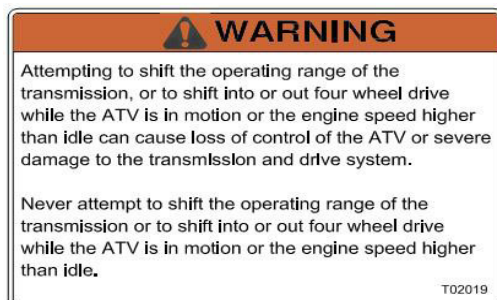 WARNING
Attempting to shift the operating range of the
transmission, or to shift into or out four wheel drive
while the ATV is in motion or the engine speed higher
than idle can cause loss of control of the ATV or severe
damage to the transmission and drive system.
Never attempt to shift the operating range of the
transmission or to shift into or out four wheel drive
while the ATV is in motion or the engine speed higher
than idle.
T02019